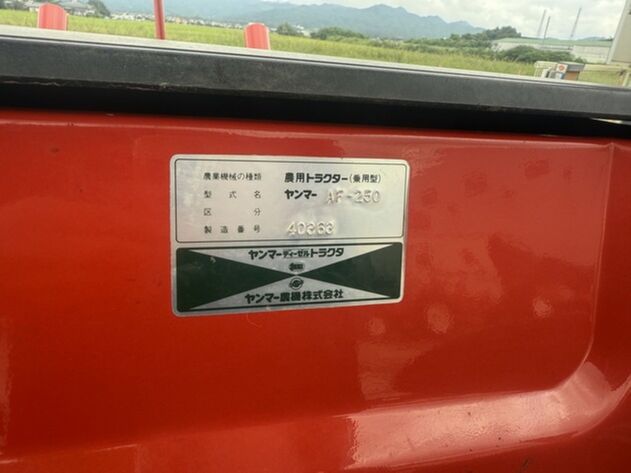 農業機械の種類 農用トラクター(乗用型)
型式名 ヤンマー AF-250
区分
製造番号 40363
ヤンマーディーゼルトラクタ
ヤンマー農機株式会社